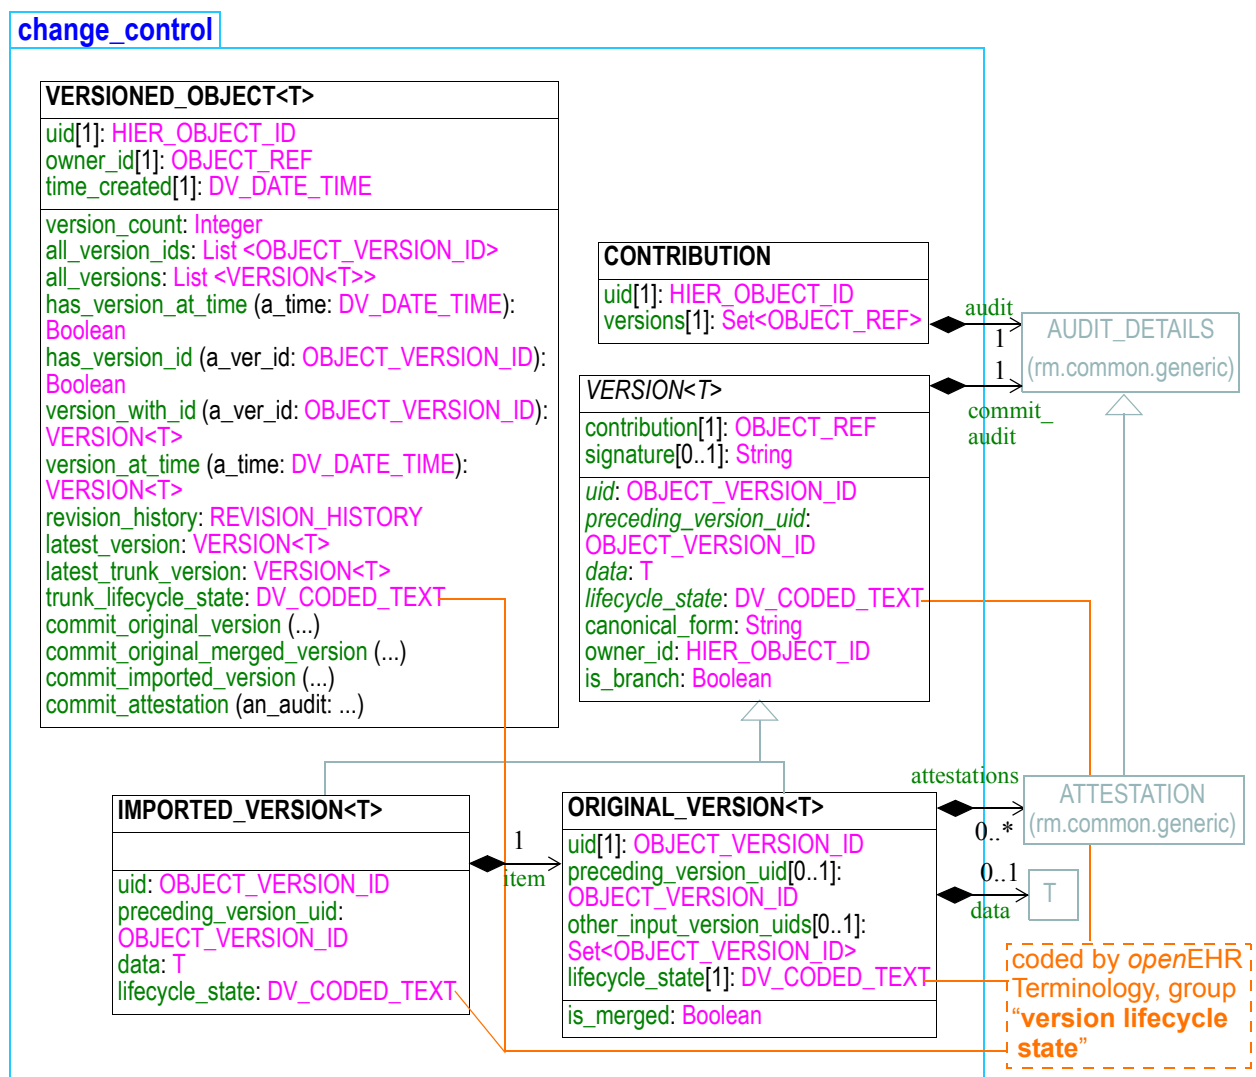 change_control
VERSIONED_OBJECT<T>
uid[1]: HIER_OBJECT_ID
owner_id[1]: OBJECT_REF
time_created[1]: DV_DATE_TIME
version_count: Integer
all_version_ids: List <OBJECT_VERSION_ID>
all_versions: List <VERSION<T>>
has_version_at_time (a_time: DV_DATE_TIME):
Boolean
has_version_id (a_ver_id: OBJECT_VERSION_ID):
Boolean
version_with_id (a_ver_id: OBJECT_VERSION_ID):
VERSION<T>
version_at_time (a_time: DV_DATE_TIME):
VERSION<T>
revision_history: REVISION_HISTORY
latest_version: VERSION<T>
latest_trunk_version: VERSION<T>
trunk_lifecycle_state: DV_CODED_TEXT
commit_original_version (...)
commit_original_merged_version (...)
commit_imported_version (...)
commit_attestation (an_audit: ...)
CONTRIBUTION
uid[1]: HIER_OBJECT_ID
versions[1]: Set<OBJECT_REF>
audit
1
AUDIT_DETAILS
(rm.common.generic)
VERSION<T>
contribution[1]: OBJECT_REF
signature[0..1]: String
uid: OBJECT_VERSION_ID
preceding_version_uid:
OBJECT_VERSION_ID
data: T
lifecycle_state: DV_CODED_TEXT
canonical_form: String
owner_id: HIER_OBJECT_ID
is_branch: Boolean
1
commit_
audit
IMPORTED_VERSION<T>
uid: OBJECT_VERSION_ID
preceding_version_uid:
OBJECT_VERSION_ID
data: T
lifecycle_state: DV_CODED_TEXT
1
item
ORIGINAL_VERSION<T>
uid[1]: OBJECT_VERSION_ID
preceding_version_uid[0..1]:
OBJECT_VERSION_ID
other_input_version_uids[0..1]:
Set<OBJECT_VERSION_ID>
lifecycle_state[1]: DV_CODED_TEXT
is_merged: Boolean
attestations
0..*
ATTESTATION
(rm.common.generic)
0..1
data
T
coded by openEHR
Terminology, group
“version lifecycle
state”